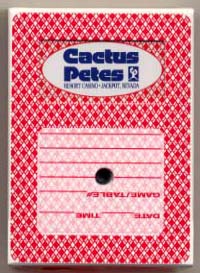 Cactus
Petes
RESORT CASINO • JACKPOT, NEVADA
GAME/TABLE#
DATE TIME